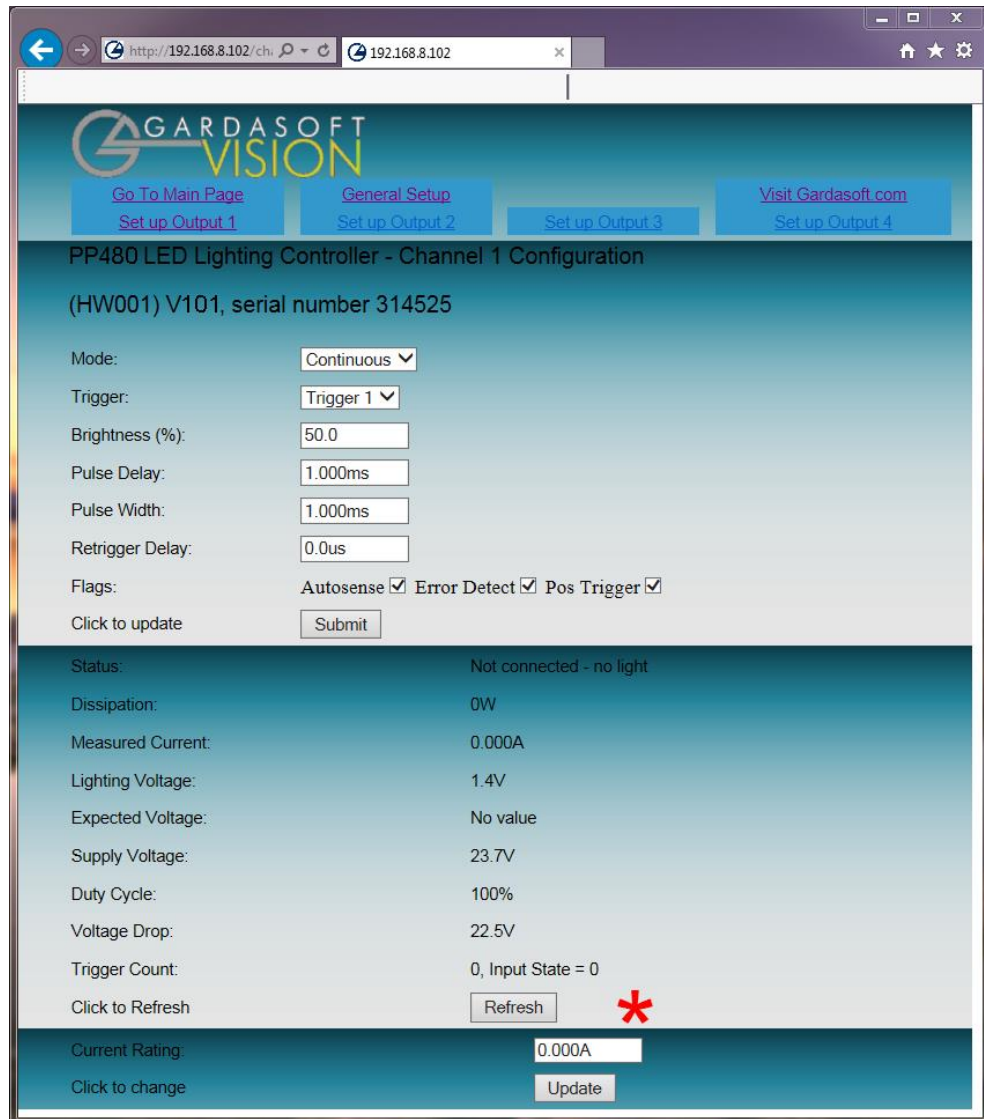 http://192.168.8.102/ch
192.168.8.102
GARDASOFT
VISION
Go To Main Page General Setup Visit Gardasoft.com
Set up Output 1 Set up Output 2 Set up Output 3 Set up Output 4
PP480 LED Lighting Controller - Channel 1 Configuration
(HW001) V101, serial number 314525
Mode: Continuous
Trigger: Trigger 1
Brightness (%): 50.0
Pulse Delay: 1.000ms
Pulse Width: 1.000ms
Retrigger Delay: 0.0us
Flags: Autosense Error Detect Pos Trigger
Click to update Submit
Status: Not connected - no light
Dissipation: 0W
Measured Current: 0.000A
Lighting Voltage: 1.4V
Expected Voltage: No value
Supply Voltage: 23.7V
Duty Cycle: 100%
Voltage Drop: 22.5V
Trigger Count: 0, Input State = 0
Click to Refresh Refresh *
Current Rating: 0.000A
Click to change Update